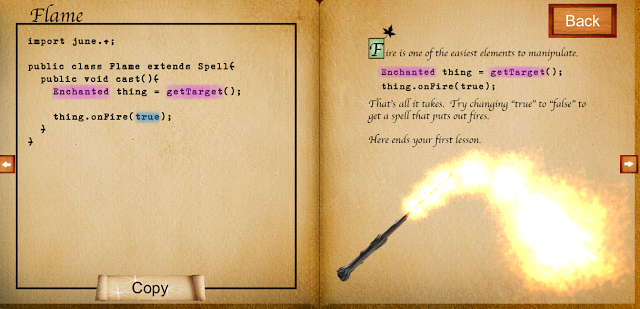 Flame
import june.+;
public class Flame extends Spell{
public void cast(){
Enchanted thing = getTarget();
thing.onFire(true);
}
}
Copy
Back
Fire is one of the easiest elements to manipulate.
Enchanted thing = getTarget();
thing.onFire(true);
That's all it takes. Try changing "true" to "false" to
get a spell that puts out fires.
Here ends your first lesson.